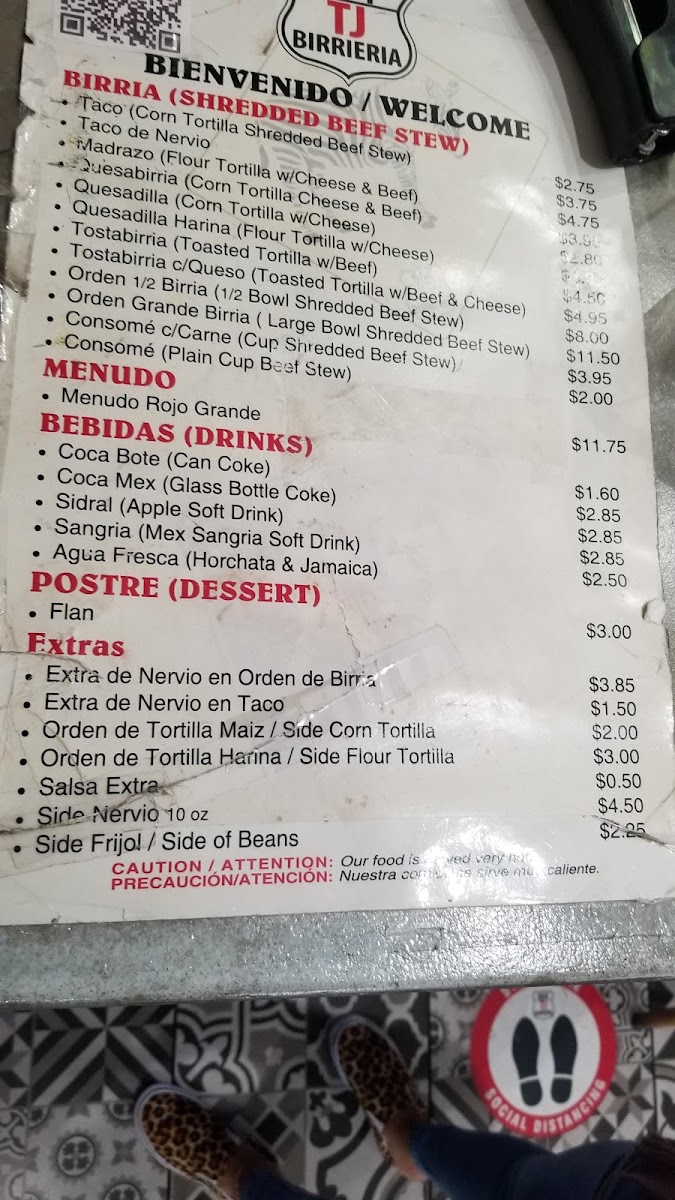 TJ
BIRRIERIA
BIENVENIDO / WELCOME
BIRRIA (SHREDDED BEEF STEW)
• Taco (Corn Tortilla Shredded Beef Stew) $2.75
• Taco de Nervio $3.75
• Madrazo (Flour Tortilla w/Cheese & Beef) $4.75
• Quesabirria (Corn Tortilla Cheese & Beef)
• Quesadilla (Corn Tortilla w/Cheese)
• Quesadilla Harina (Flour Tortilla w/Cheese)
• Tostabirria (Toasted Tortilla w/Beef) $4.50
• Tostabirria c/Queso (Toasted Tortilla w/Beef & Cheese) $4.95
• Orden 1/2 Birria (1/2 Bowl Shredded Beef Stew) $8.00
• Orden Grande Birria ( Large Bowl Shredded Beef Stew) $11.50
• Consomé c/Carne (Cup Shredded Beef Stew) $3.95
• Consomé (Plain Cup Beef Stew) $2.00
MENUDO
• Menudo Rojo Grande $11.75
BEBIDAS (DRINKS)
• Coca Bote (Can Coke) $1.60
• Coca Mex (Glass Bottle Coke) $2.85
• Sidral (Apple Soft Drink) $2.85
• Sangria (Mex Sangria Soft Drink) $2.85
• Agua Fresca (Horchata & Jamaica) $2.50
POSTRE (DESSERT)
• Flan $3.00
Extras
• Extra de Nervio en Orden de Birria $3.85
• Extra de Nervio en Taco $1.50
• Orden de Tortilla Maiz / Side Corn Tortilla $2.00
• Orden de Tortilla Harina / Side Flour Tortilla $3.00
• Salsa Extra $0.50
• Side Nervio 10 oz $4.50
• Side Frijol / Side of Beans $2.25
CAUTION / ATTENTION: Our food is served very hot
PRECAUCIÓN/ATENCIÓN: Nuestra comida se sirve muy caliente.
SOCIAL DISTANCING